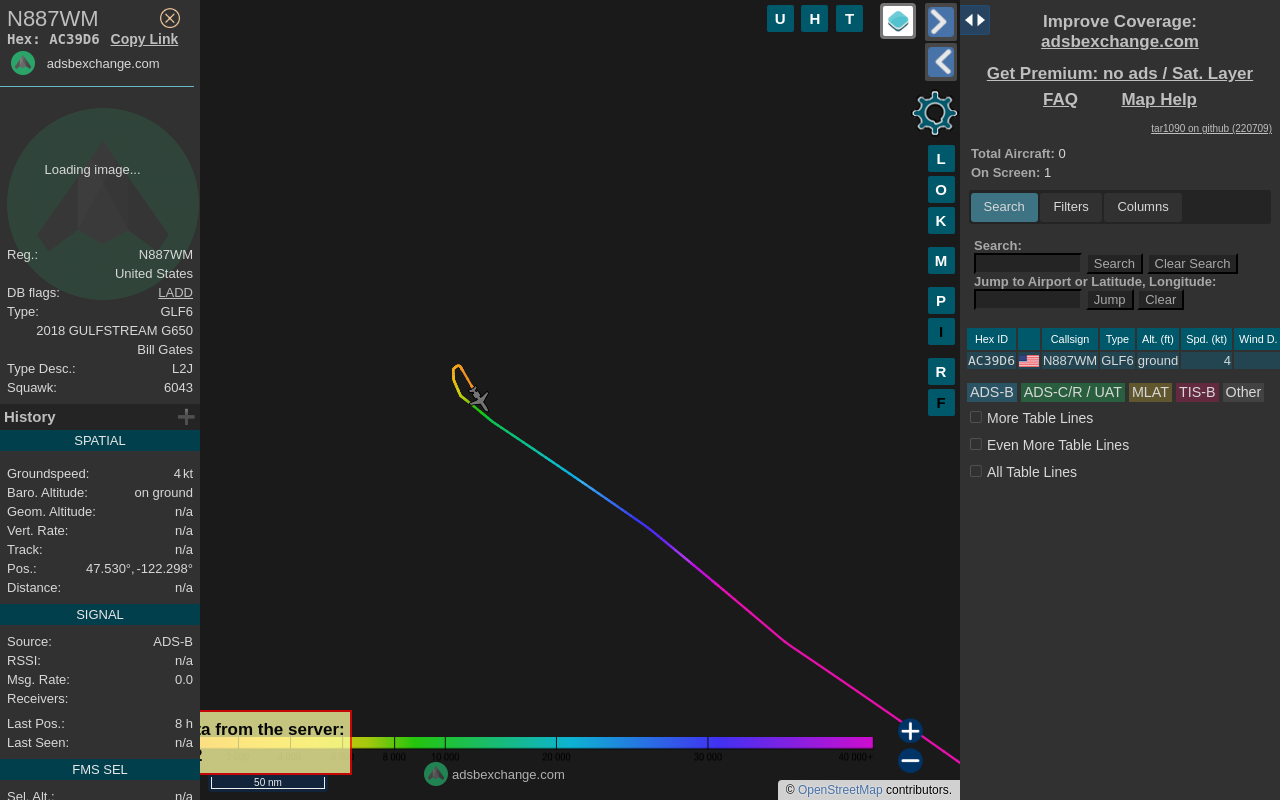 N887WM
Hex: AC39D6 Copy Link
adsbexchange.com
Loading image...
Reg.: N887WM
United States
DB flags: LADD
Type: GLF6
2018 GULFSTREAM G650
Bill Gates
Type Desc.: L2J
Squawk: 6043
History
SPATIAL
Groundspeed: 4 kt
Baro. Altitude: on ground
Geom. Altitude: n/a
Vert. Rate: n/a
Track: n/a
Pos.: 47.530°, -122.298°
Distance: n/a
SIGNAL
Source: ADS-B
RSSI: n/a
Msg. Rate: 0.0
Receivers:
Last Pos.: 8 h
Last Seen: n/a
FMS SEL
Sel. Alt.: n/a
U H T
L
O
K
M
P
I
R
F
ta from the server:
8 000 10 000 20 000 30 000 40 000+
adsbexchange.com
50 nm
© OpenStreetMap contributors.
Improve Coverage:
adsbexchange.com
Get Premium: no ads / Sat. Layer
FAQ Map Help
tar1090 on github (220709)
Total Aircraft: 0
On Screen: 1
Search Filters Columns
Search:
Search Clear Search
Jump to Airport or Latitude, Longitude:
Jump Clear
Hex ID Callsign Type Alt. (ft) Spd. (kt) Wind D.
AC39D6 N887WM GLF6 ground 4
ADS-B ADS-C/R / UAT MLAT TIS-B Other
More Table Lines
Even More Table Lines
All Table Lines